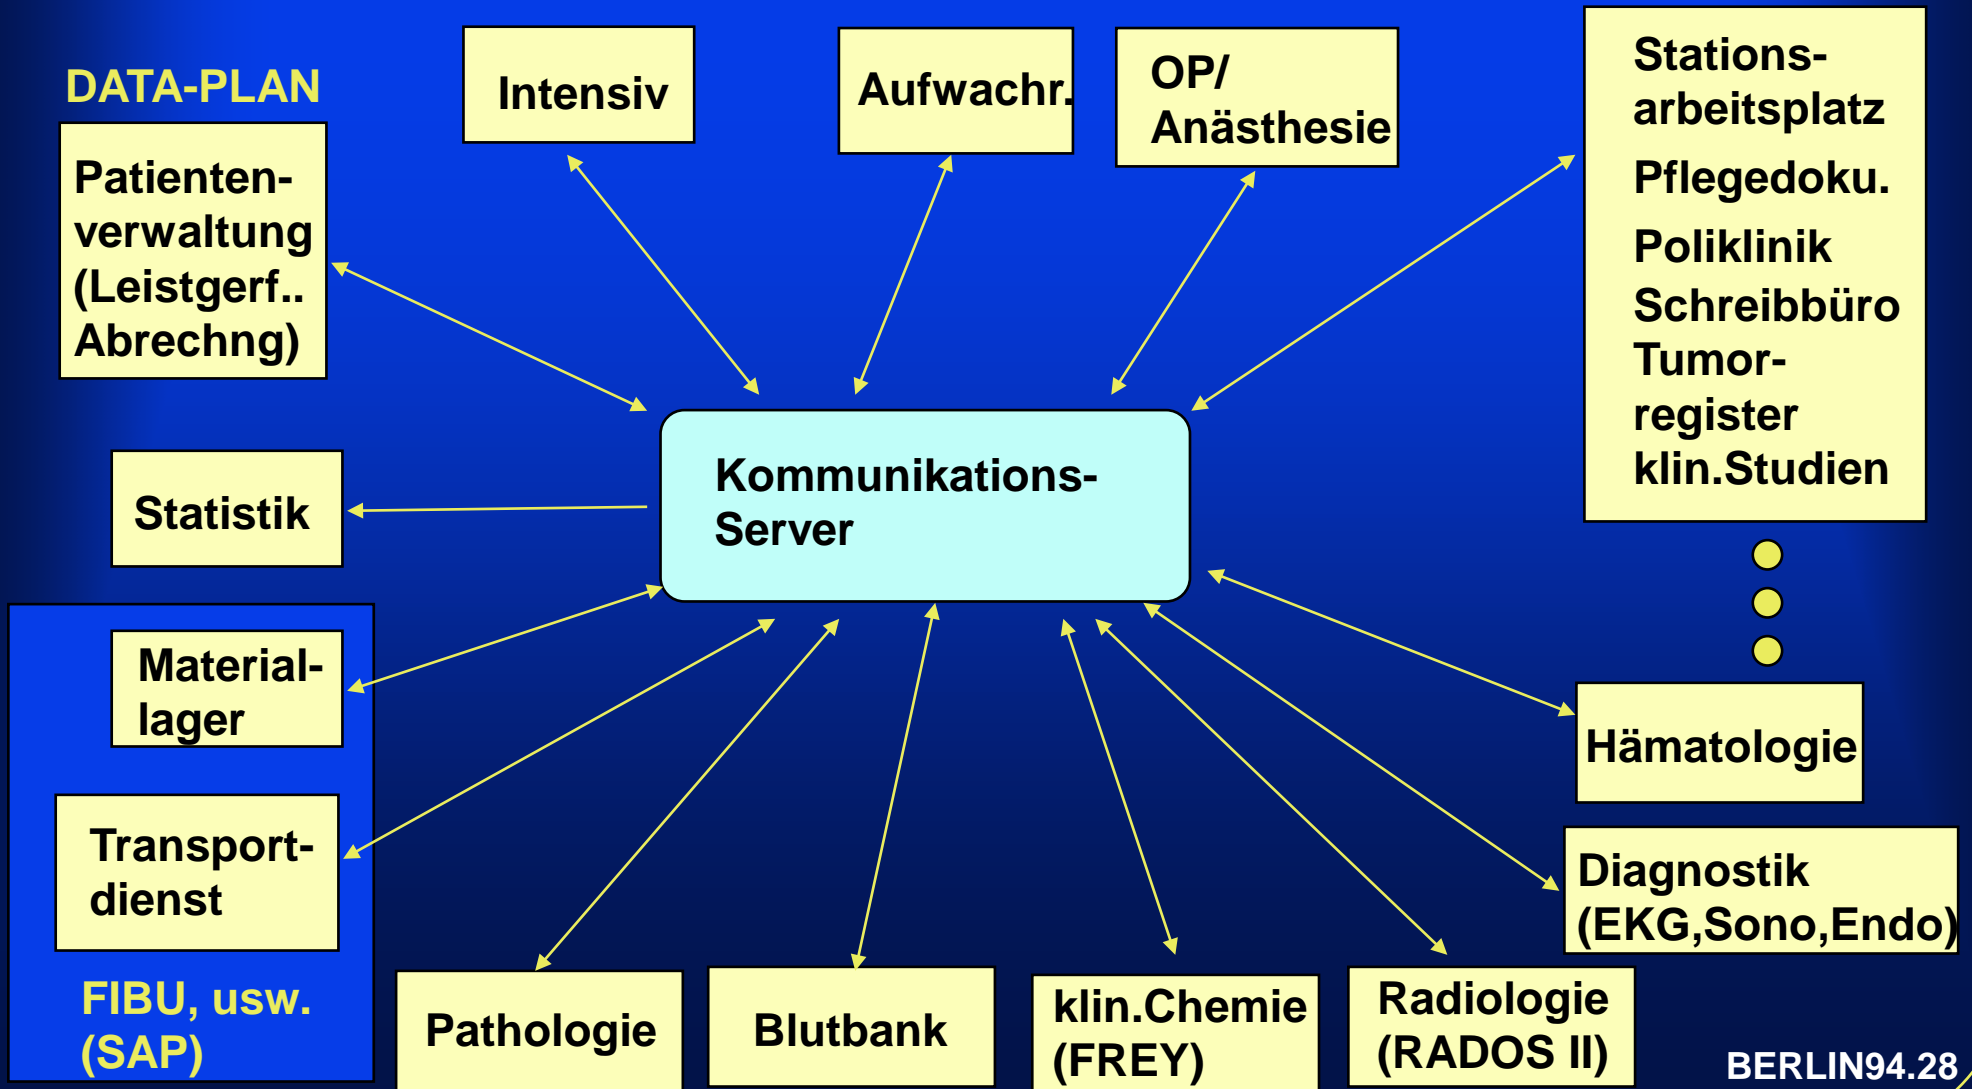 DATA-PLAN
Patienten-
verwaltung
(Leistgerf..
Abrechng)
Intensiv
Aufwachr.
OP/
Anästhesie
Stations-
arbeitsplatz
Pflegedoku.
Poliklinik
Schreibbüro
Tumor-
register
klin.Studien
Kommunikations-
Server
Statistik
Material-
lager
Transport-
dienst
FIBU, usw.
(SAP)
Pathologie
Blutbank
klin.Chemie
(FREY)
Radiologie
(RADOS II)
Diagnostik
(EKG,Sono,Endo)
Hämatologie
BERLIN94.28